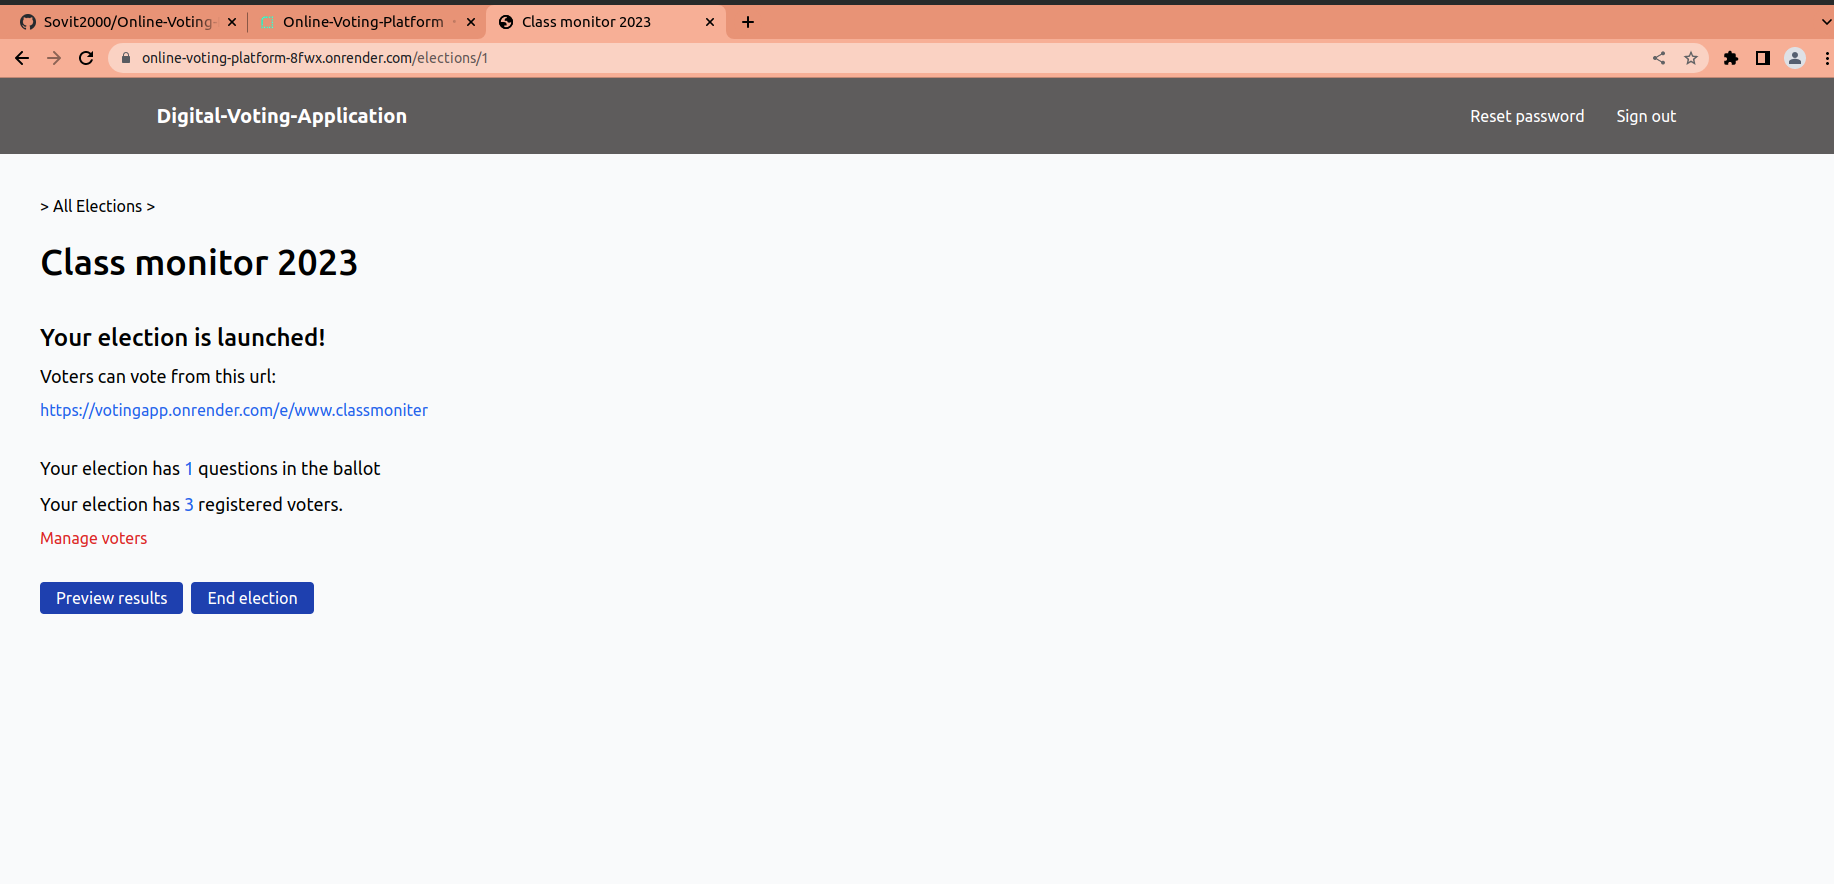 Sovit2000/Online-Voting-
Online-Voting-Platform
Class monitor 2023
online-voting-platform-8fwx.onrender.com/elections/1
Digital-Voting-Application
Reset password
Sign out
> All Elections >
Class monitor 2023
Your election is launched!
Voters can vote from this url:
https://votingapp.onrender.com/e/www.classmoniter
Your election has 1 questions in the ballot
Your election has 3 registered voters.
Manage voters
Preview results
End election